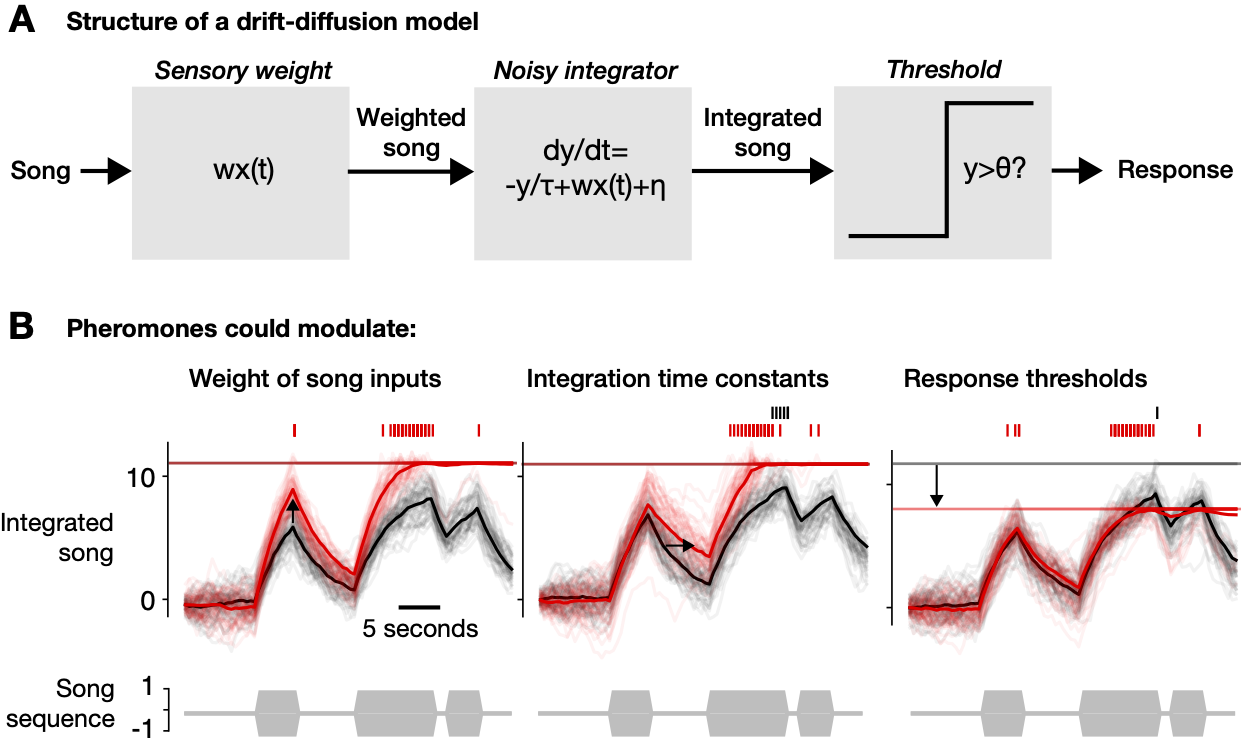 A Structure of a drift-diffusion model
Sensory weight
Noisy integrator
Threshold
Song
wx(t)
Weighted
song
dy/dt=
-y/τ+wx(t)+η
Integrated
song
y>θ?
Response
B Pheromones could modulate:
Weight of song inputs
Integration time constants
Response thresholds
10
Integrated
song
0
5 seconds
Song
sequence
1
-1